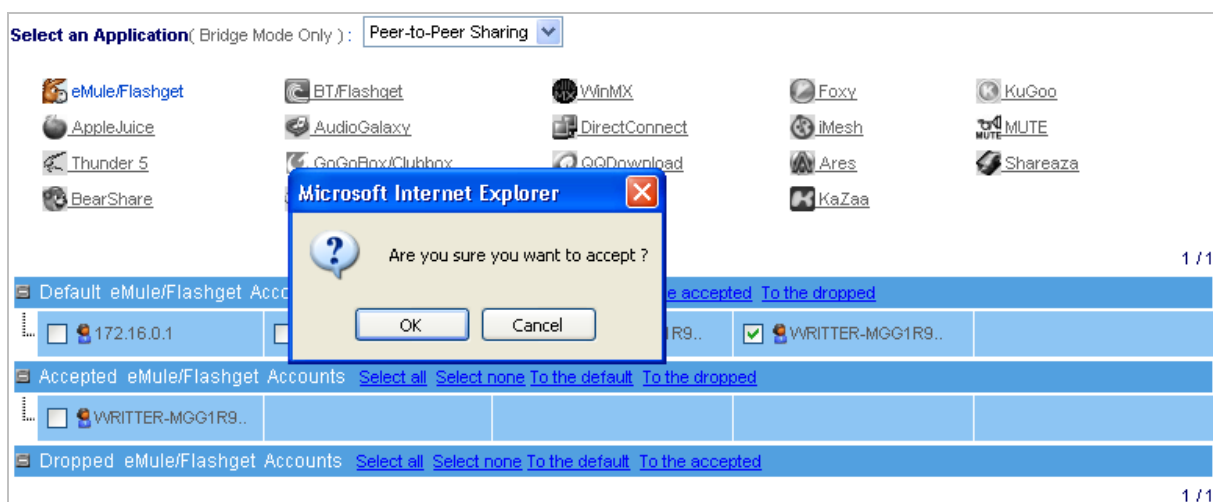 Select an Application( Bridge Mode Only ) : Peer-to-Peer Sharing
eMule/Flashget BT/Flashget WinMX Foxy KuGoo
AppleJuice AudioGalaxy DirectConnect iMesh MUTE MUTE
Thunder 5 GoGoBox/Clubbox QQDownload Ares Shareaza
BearShare KaZaa
Microsoft Internet Explorer
Are you sure you want to accept ?
OK Cancel
1 / 1
Default eMule/Flashget accepted To the dropped
172.16.0.1 WRITTER-MGG1R9..
Accepted eMule/Flashget Accounts Select all Select none To the default To the dropped
WRITTER-MGG1R9..
Dropped eMule/Flashget Accounts Select all Select none To the default To the accepted
1 / 1